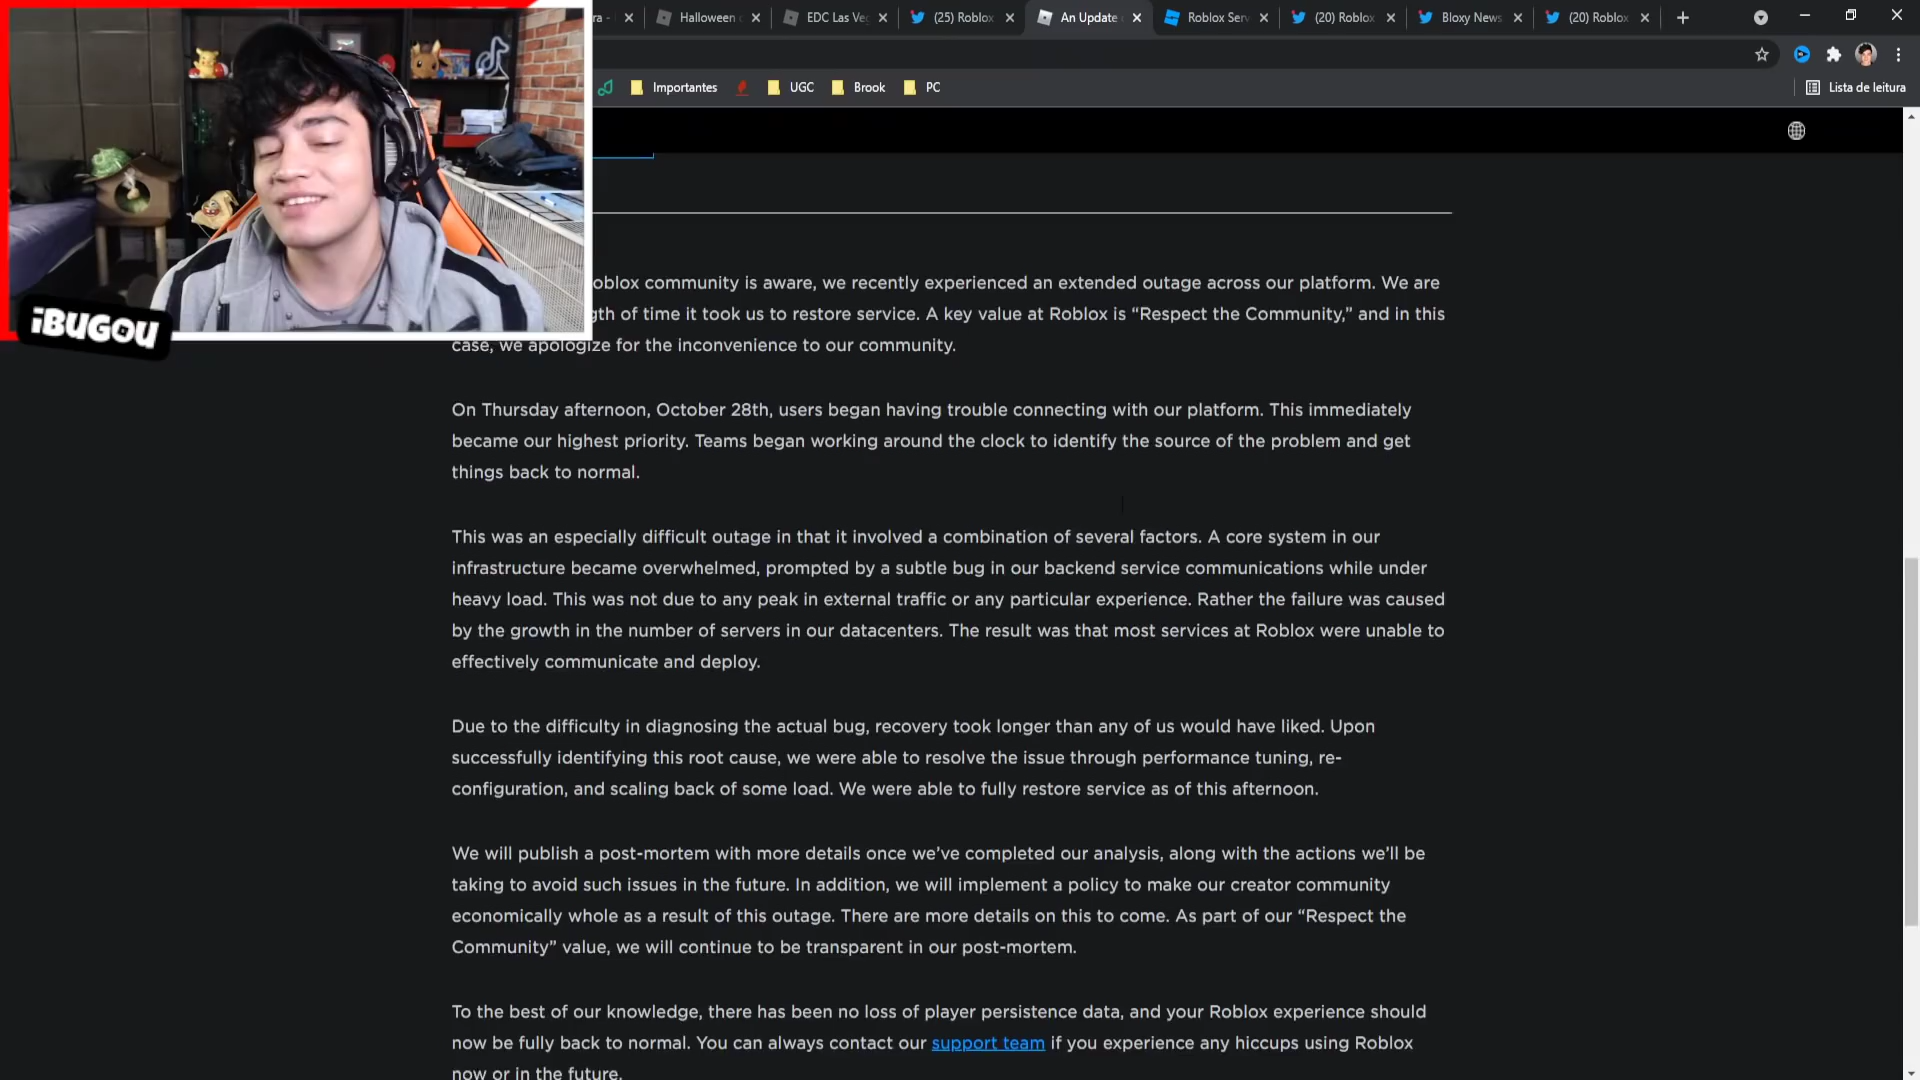 ra -
Halloween
EDC Las Ve
(25) Roblox
An Update
Roblox Ser
(20) Roblox
Bloxy News
(20) Roblox
Importantes
UGC
Brook
PC
Lista de leitura
iBUGOU
oblox community is aware, we recently experienced an extended outage across our platform. We are
gth of time it took us to restore service. A key value at Roblox is “Respect the Community,” and in this
case, we apologize for the inconvenience to our community.
On Thursday afternoon, October 28th, users began having trouble connecting with our platform. This immediately
became our highest priority. Teams began working around the clock to identify the source of the problem and get
things back to normal.
This was an especially difficult outage in that it involved a combination of several factors. A core system in our
infrastructure became overwhelmed, prompted by a subtle bug in our backend service communications while under
heavy load. This was not due to any peak in external traffic or any particular experience. Rather the failure was caused
by the growth in the number of servers in our datacenters. The result was that most services at Roblox were unable to
effectively communicate and deploy.
Due to the difficulty in diagnosing the actual bug, recovery took longer than any of us would have liked. Upon
successfully identifying this root cause, we were able to resolve the issue through performance tuning, re-
configuration, and scaling back of some load. We were able to fully restore service as of this afternoon.
We will publish a post-mortem with more details once we’ve completed our analysis, along with the actions we’ll be
taking to avoid such issues in the future. In addition, we will implement a policy to make our creator community
economically whole as a result of this outage. There are more details on this to come. As part of our “Respect the
Community” value, we will continue to be transparent in our post-mortem.
To the best of our knowledge, there has been no loss of player persistence data, and your Roblox experience should
now be fully back to normal. You can always contact our support team if you experience any hiccups using Roblox
now or in the future.